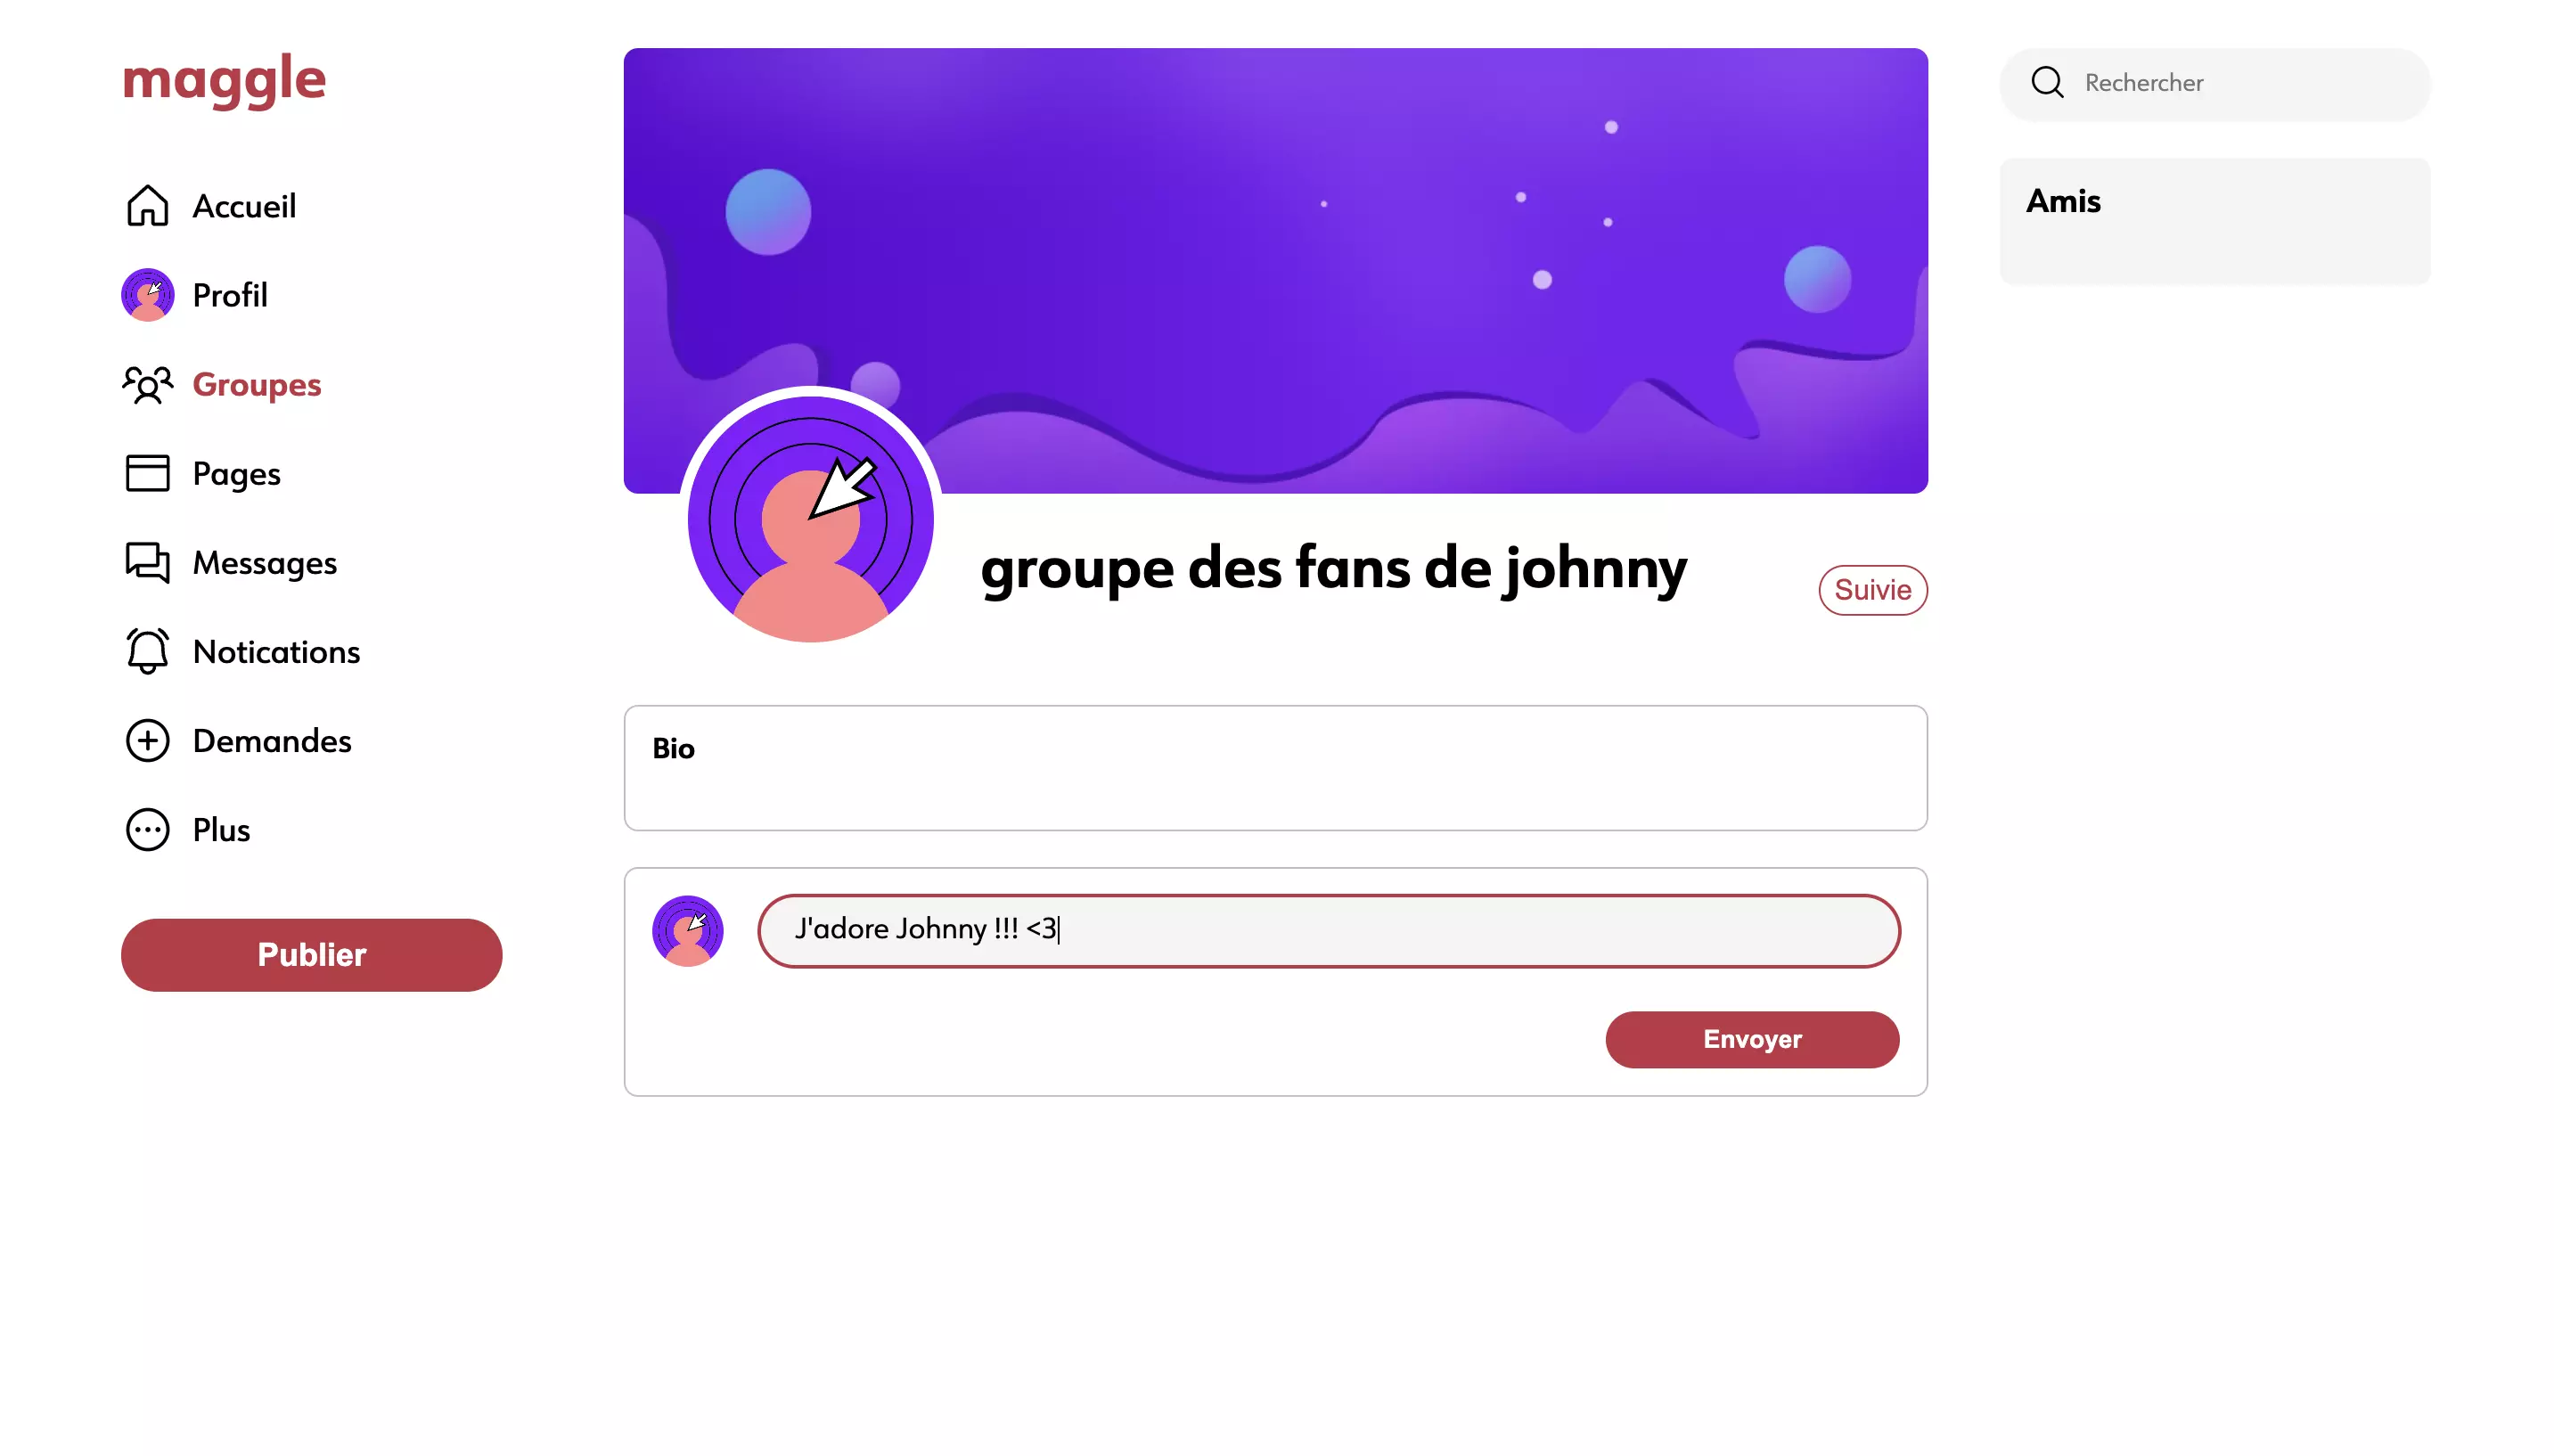 maggle
Accueil
Profil
Groupes
Pages
Messages
Notications
Demandes
Plus
Publier
groupe des fans de johnny
Suivie
Bio
J'adore Johnny !!! <3
Envoyer
Rechercher
Amis